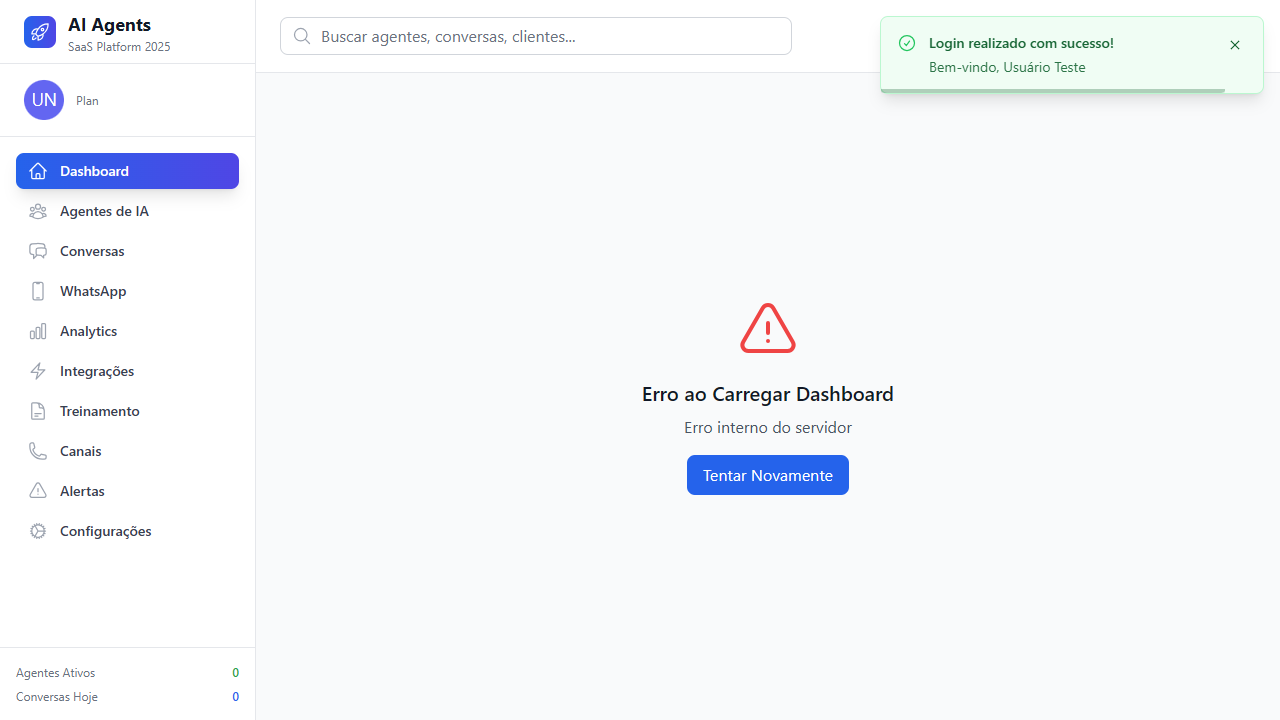 AI Agents
SaaS Platform 2025
UN
Plan
Dashboard
Agentes de IA
Conversas
WhatsApp
Analytics
Integrações
Treinamento
Canais
Alertas
Configurações
Agentes Ativos 0
Conversas Hoje 0
Buscar agentes, conversas, clientes...
Login realizado com sucesso!
Bem-vindo, Usuário Teste
Erro ao Carregar Dashboard
Erro interno do servidor
Tentar Novamente